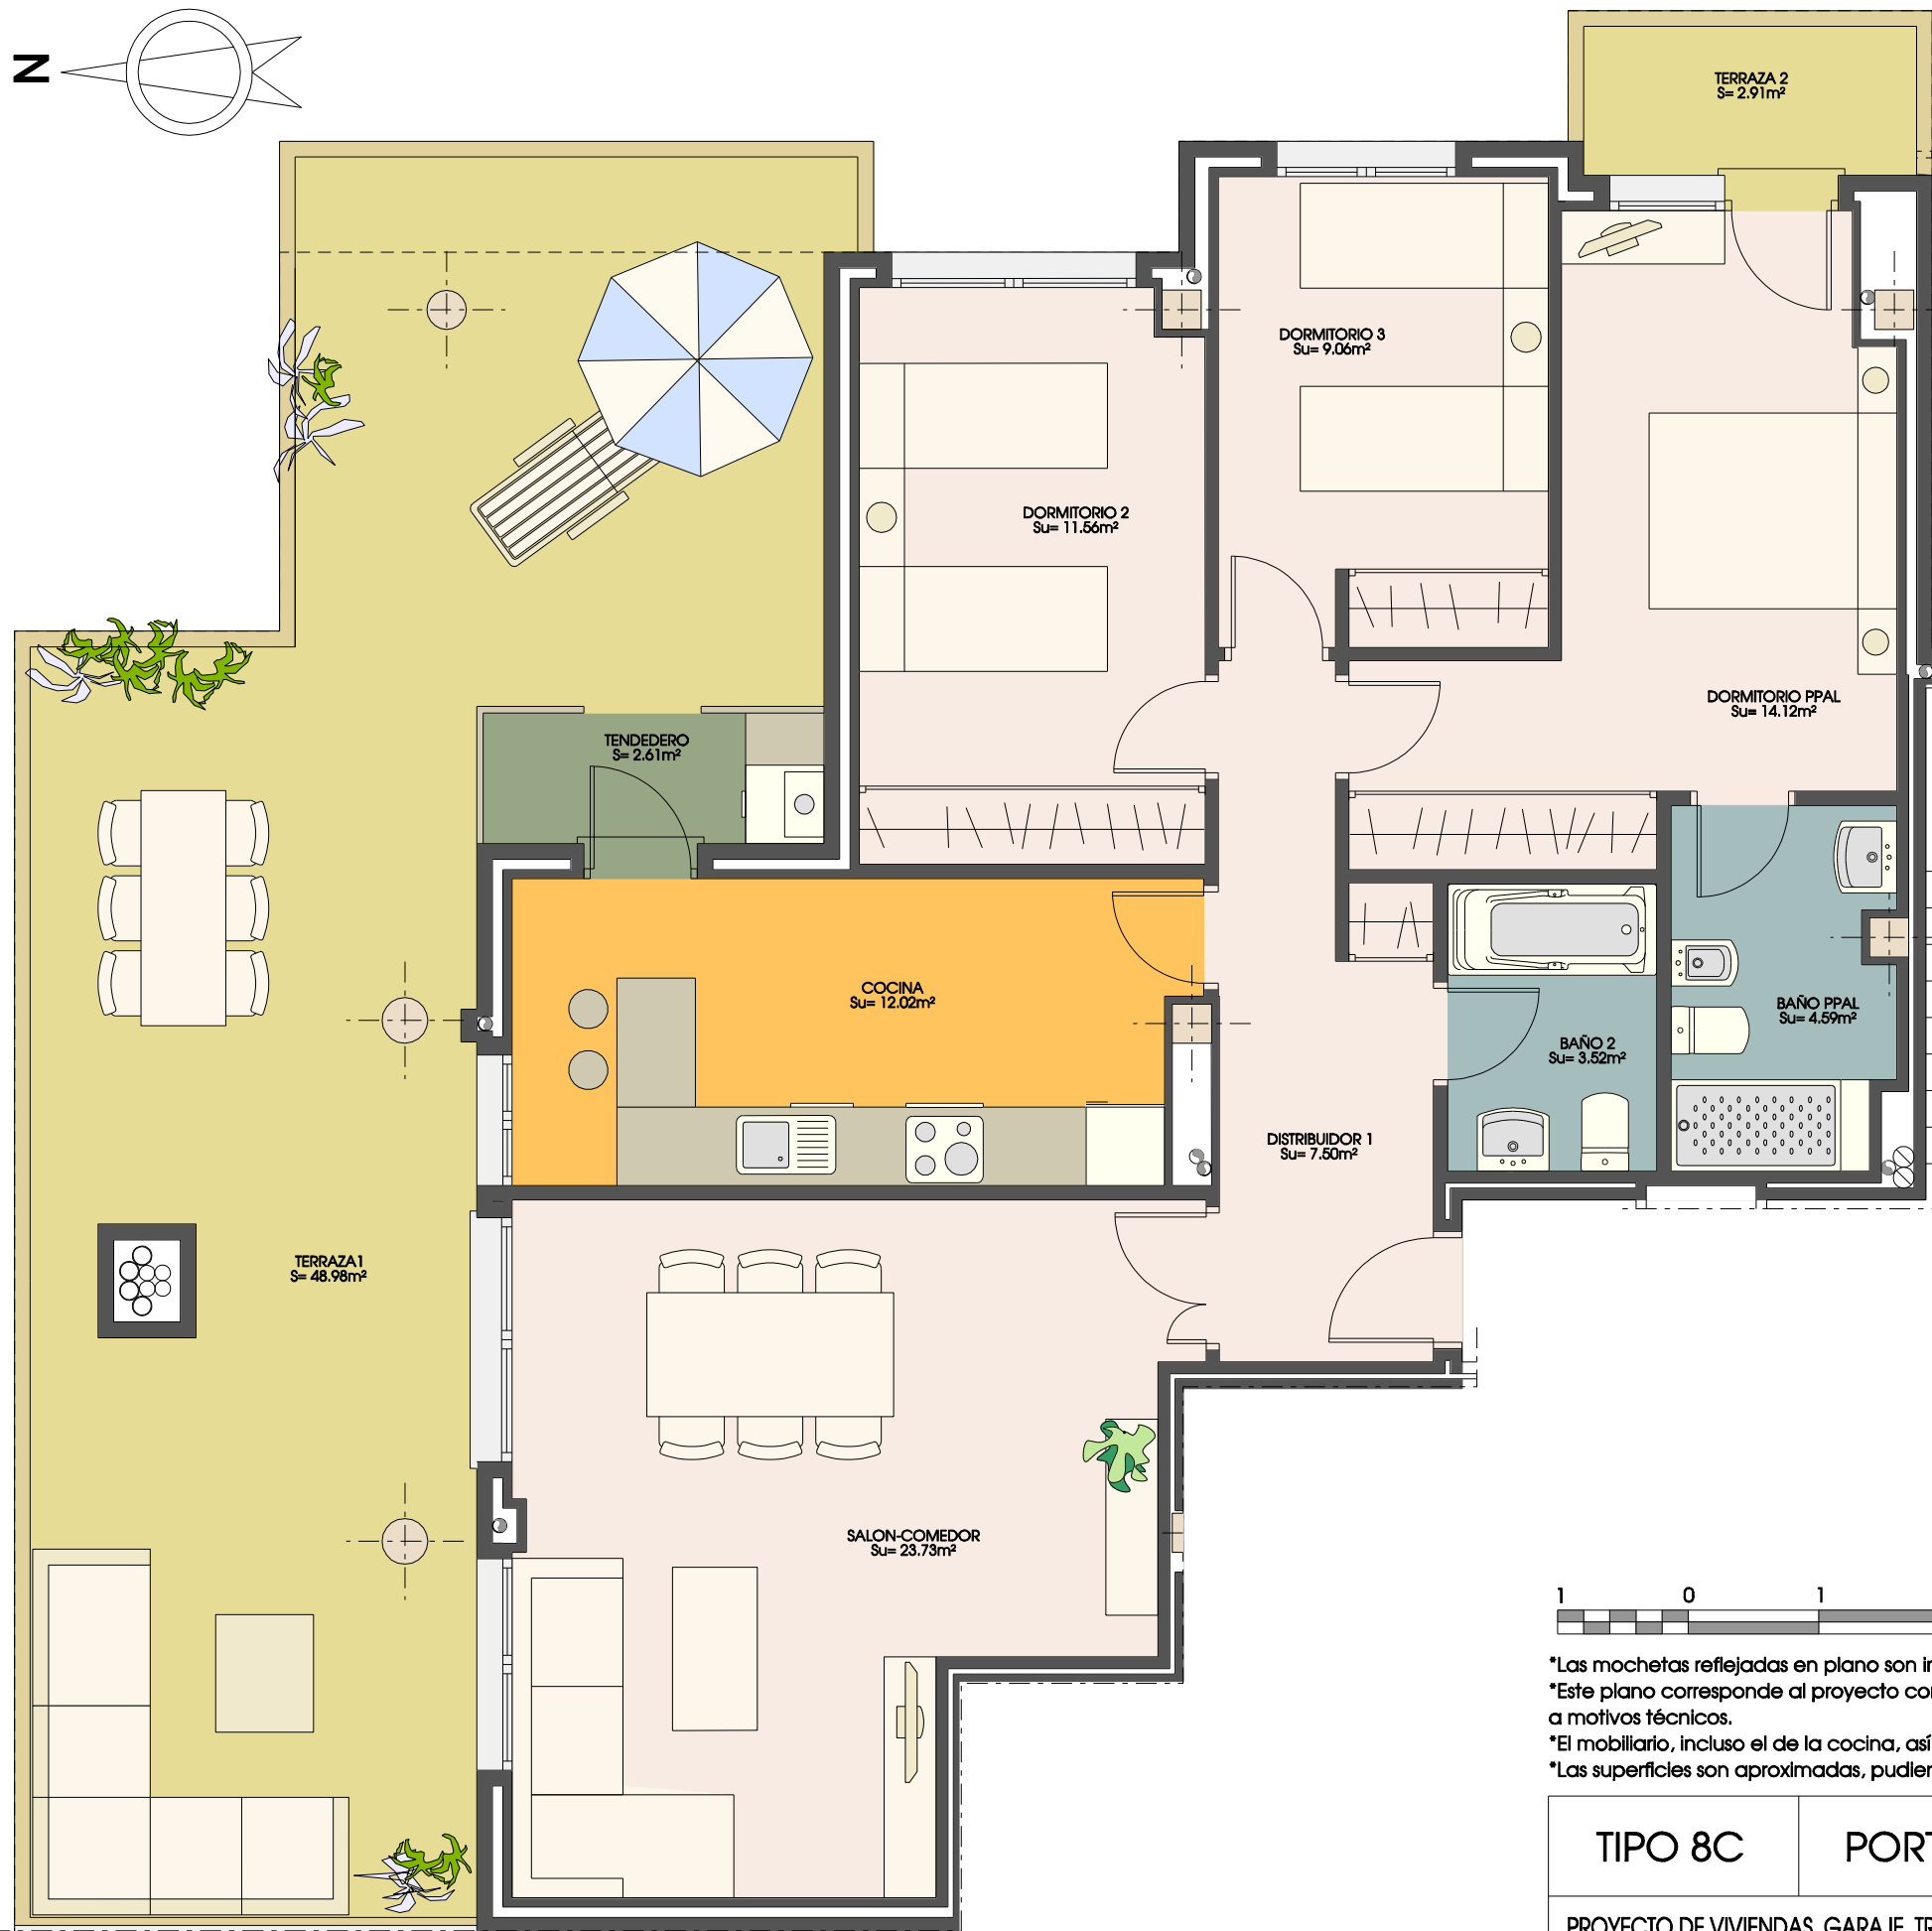 N
TERRAZA 2
S= 2.91m²
DORMITORIO 3
Su= 9.06m²
DORMITORIO 2
Su= 11.56m²
DORMITORIO PPAL
Su= 14.12m²
TENDEDERO
S= 2.61m²
COCINA
Su= 12.02m²
BAÑO PPAL
Su= 4.59m²
BAÑO 2
Su= 3.52m²
DISTRIBUIDOR 1
Su= 7.50m²
TERRAZA1
S= 48.98m²
SALON-COMEDOR
Su= 23.73m²
1 0 1
*Las mochetas reflejadas en plano son
*Este plano corresponde al proyecto
a motivos técnicos.
*El mobiliario, incluso el de la cocina, así
*Las superficies son aproximadas,
TIPO 8C
PROYECTO DE VIVIENDAS, GARAJE,